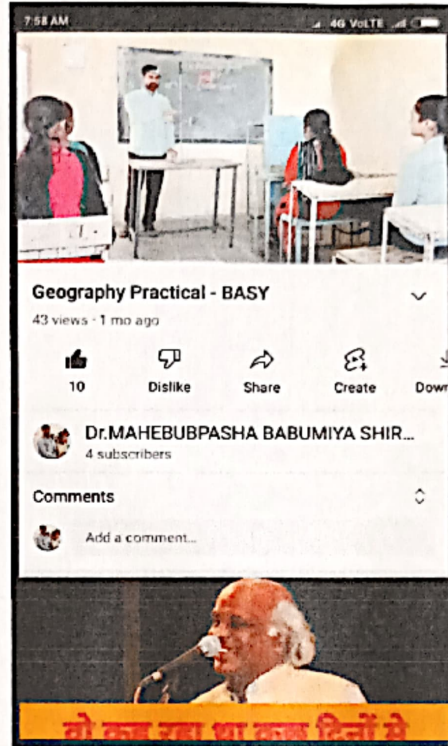 7:58 AM 4G VoLTE
Geography Practical - BASY
43 views · 1 mo ago
10 Dislike Share Create Down
Dr.MAHEBUBPASHA BABUMIYA SHIR...
4 subscribers
Comments
Add a comment...
वो कह रहा था कुछ दिनों से